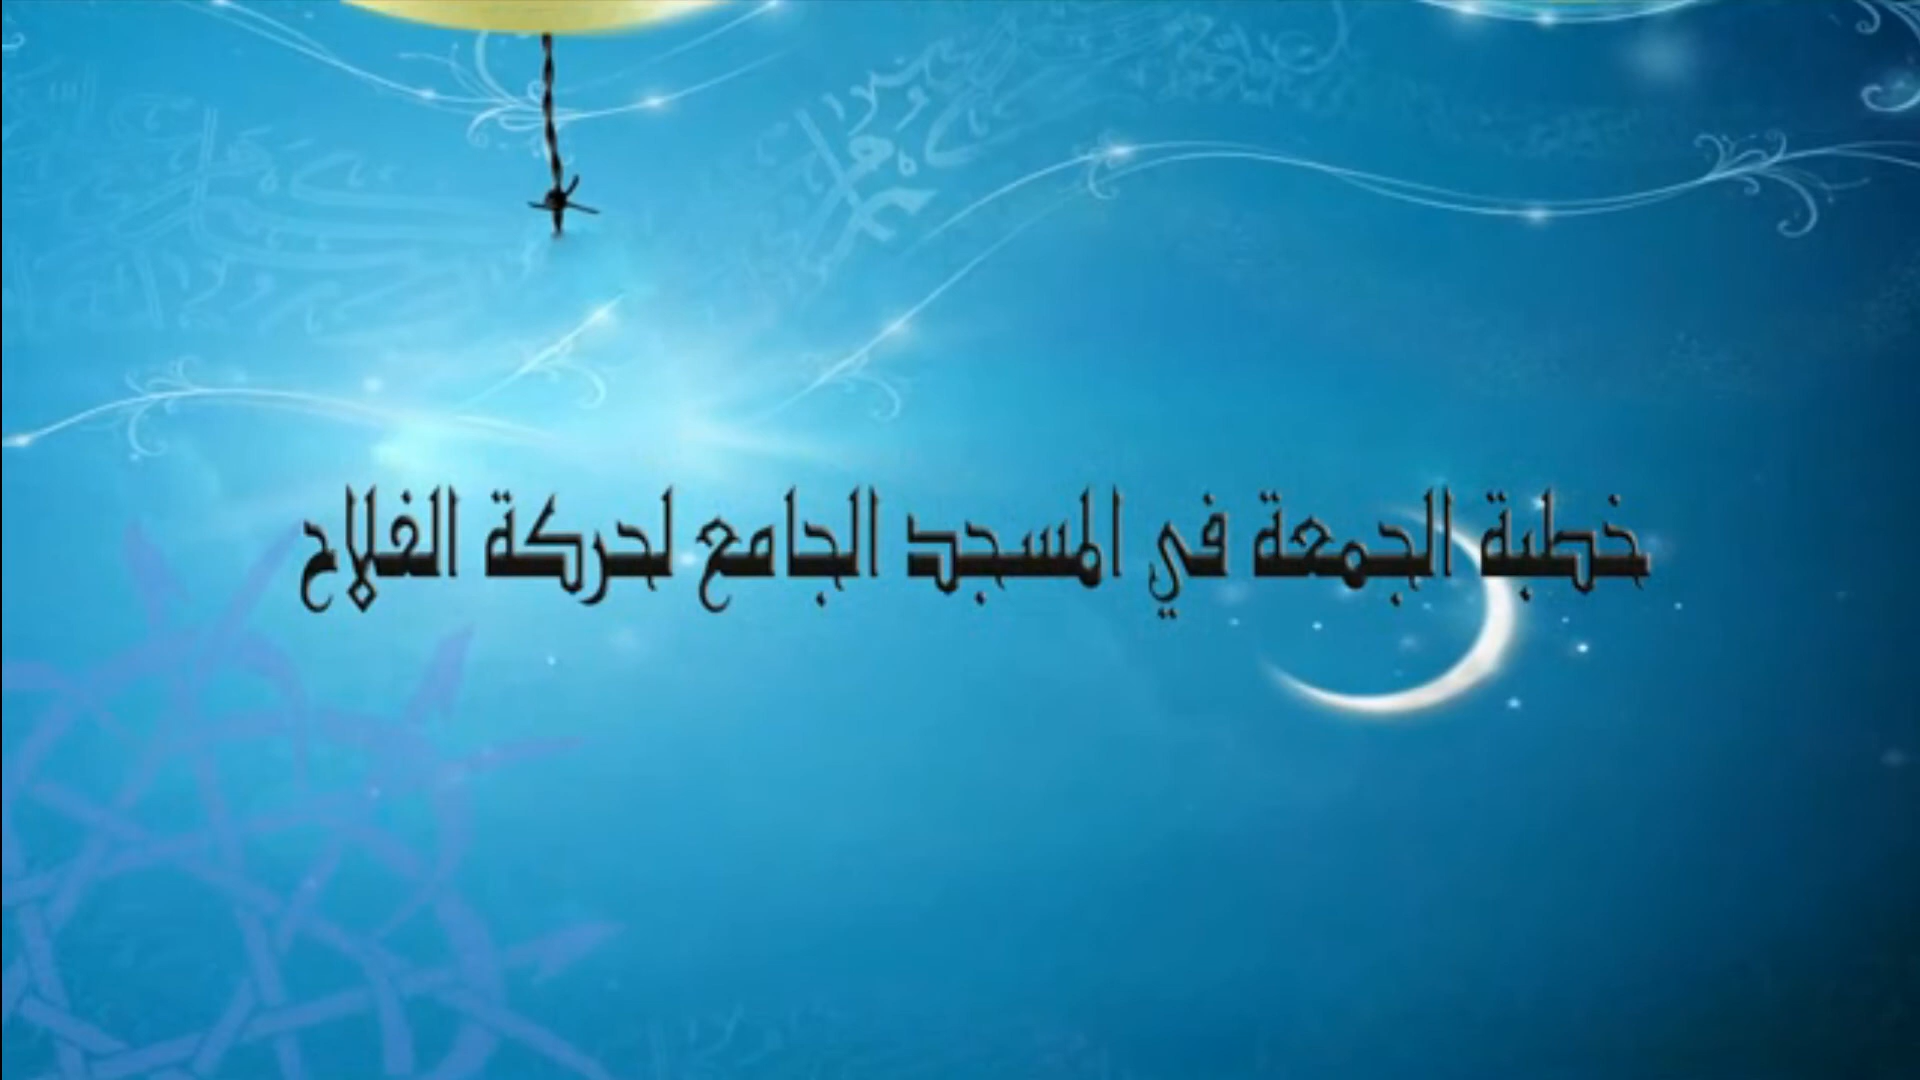 خطبة الجمعة في المسجد الجامع لحركة الفلاح